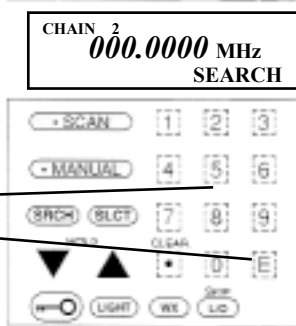 CHAIN 2
000.0000 MHz
SEARCH
• SCAN 1 2 3
• MANUAL 4 5 6
SRCH SLCT 7 8 9
HOLD CLEAR
▼ ▲ • 0 E
SKIP
LIGHT WX L/O